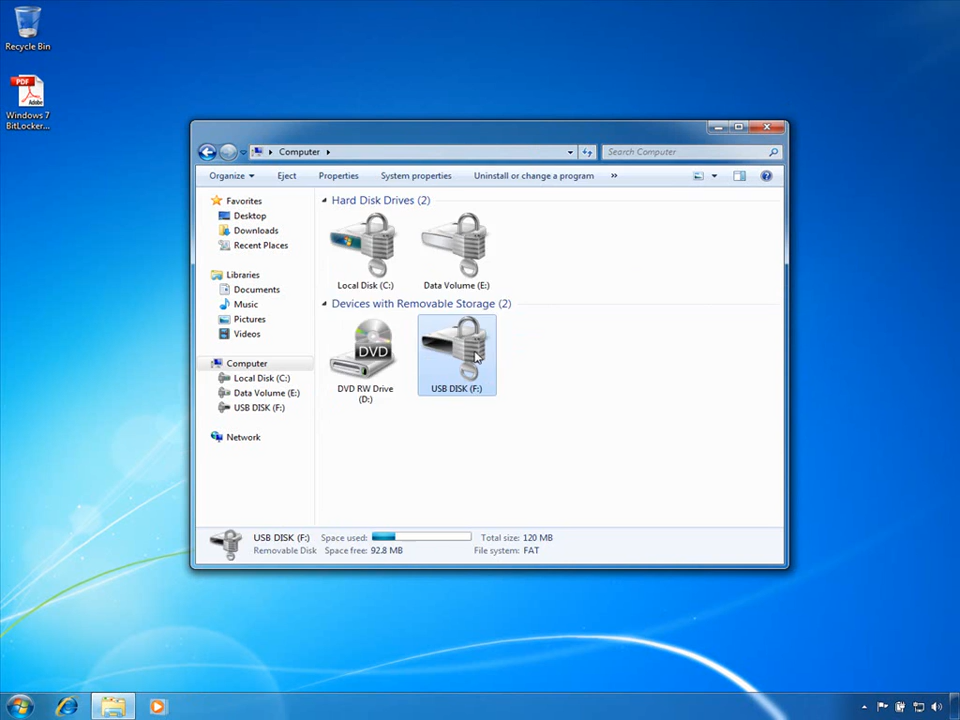 Recycle Bin
PDF
Adobe
Windows 7
BitLocker...
Computer
Search Computer
Organize
Eject
Properties
System properties
Uninstall or change a program
»
Favorites
Desktop
Downloads
Recent Places
Libraries
Documents
Music
Pictures
Videos
Computer
Local Disk (C:)
Data Volume (E:)
USB DISK (F:)
Network
Hard Disk Drives (2)
Local Disk (C:)
Data Volume (E:)
Devices with Removable Storage (2)
DVD
DVD RW Drive
(D:)
USB DISK (F:)
USB DISK (F:) Space used: Total size: 120 MB
Removable Disk Space free: 92.8 MB File system: FAT